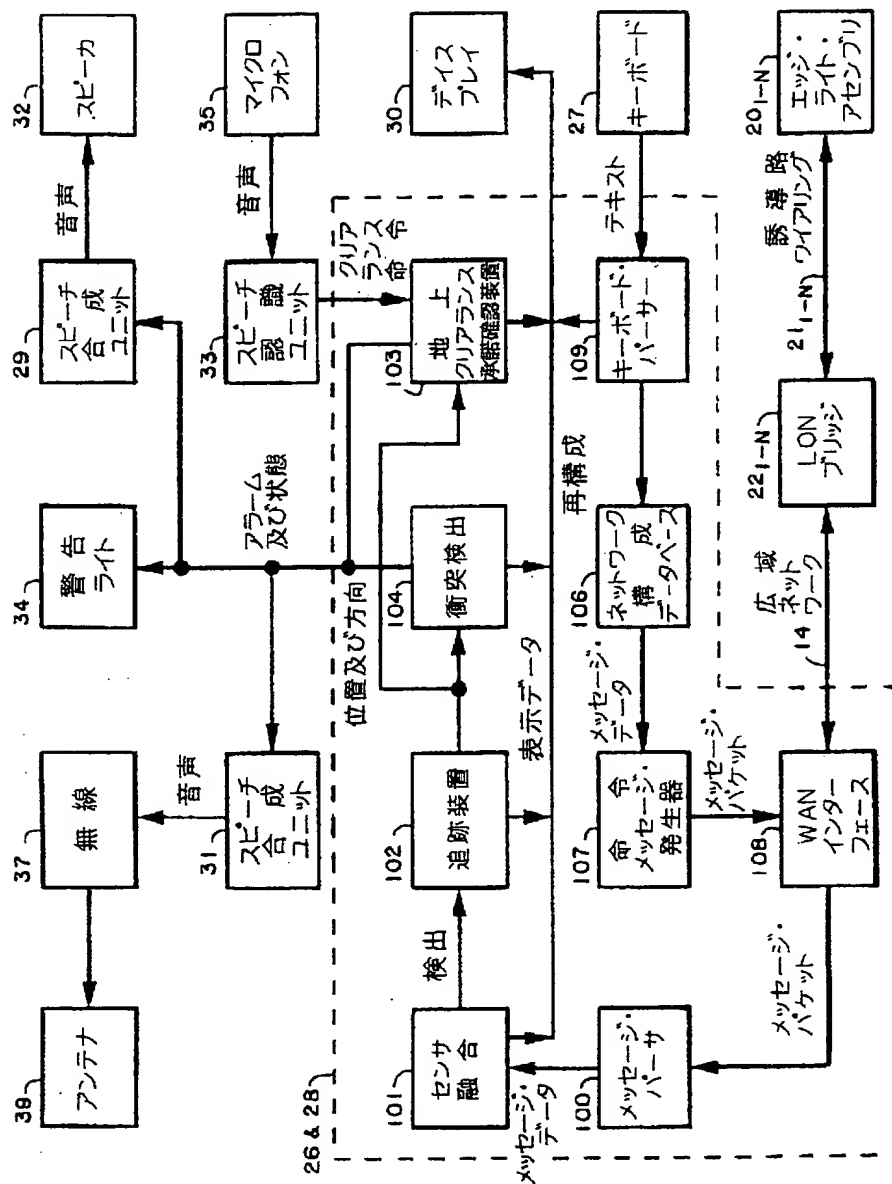 39
アンテナ
37
無線
音声
31
スピーチ
合成
ユニット
34
警告
ライト
アラーム
及び状態
29
スピーチ
合成
ユニット
音声
32
スピーカ
35
マイクロ
フォン
音声
33
スピーチ
認識
ユニット
クリア
ランス
命令
26 & 28
101
センサ
融合
検出
102
追跡装置
位置及び方向
104
衝突検出
103
地上
クリアランス
承諾確認装置
30
ディス
プレイ
表示データ
メッセージ・
データ
100
メッセージ・
パーサ
107
命令
メッセージ・
発生器
メッセージ・
データ
106
ネットワーク
構成
データベース
再構成
109
キーボード・
パーサー
テキスト
27
キーボード
メッセージ・
パケット
メッセージ・
パケット
108
WAN
インター
フェース
14
広域
ネット
ワーク
22 1-N
LON
ブリッジ
21 1-N
誘導路
ワイアリング
20 1-N
エッジ・
ライト・
アセンブリ